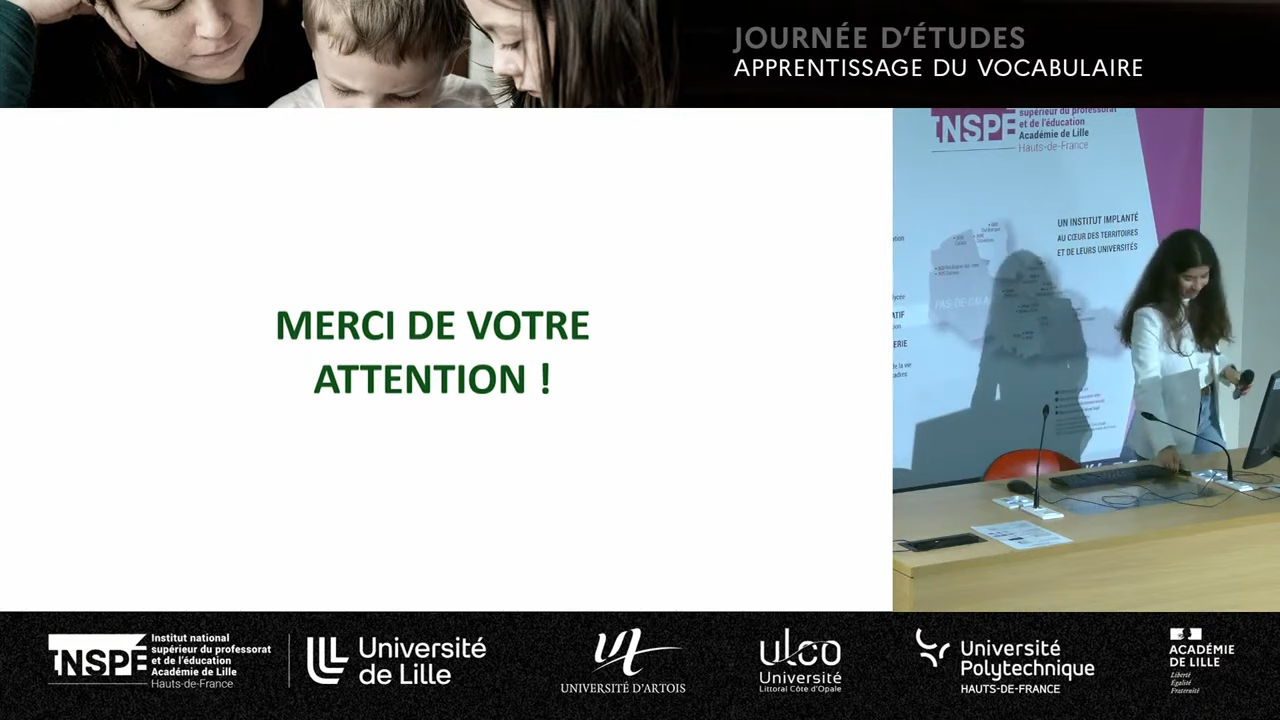 JOURNÉE D'ÉTUDES
APPRENTISSAGE DU VOCABULAIRE
MERCI DE VOTRE
ATTENTION !
INSPÉ
supérieur du professorat
et de l'éducation
Académie de Lille
Hauts-de-France
UN INSTITUT IMPLANTÉ
AU CŒUR DES TERRITOIRES
ET DE LEURS UNIVERSITÉS
PAS-DE-CALA
INSPÉ
Institut national
supérieur du professorat
et de l'éducation
Académie de Lille
Hauts-de-France
Université
de Lille
UNIVERSITÉ D'ARTOIS
ulco
Université
Littoral Côte d'Opale
Université
Polytechnique
HAUTS-DE-FRANCE
ACADÉMIE
DE LILLE
Liberté
Égalité
Fraternité